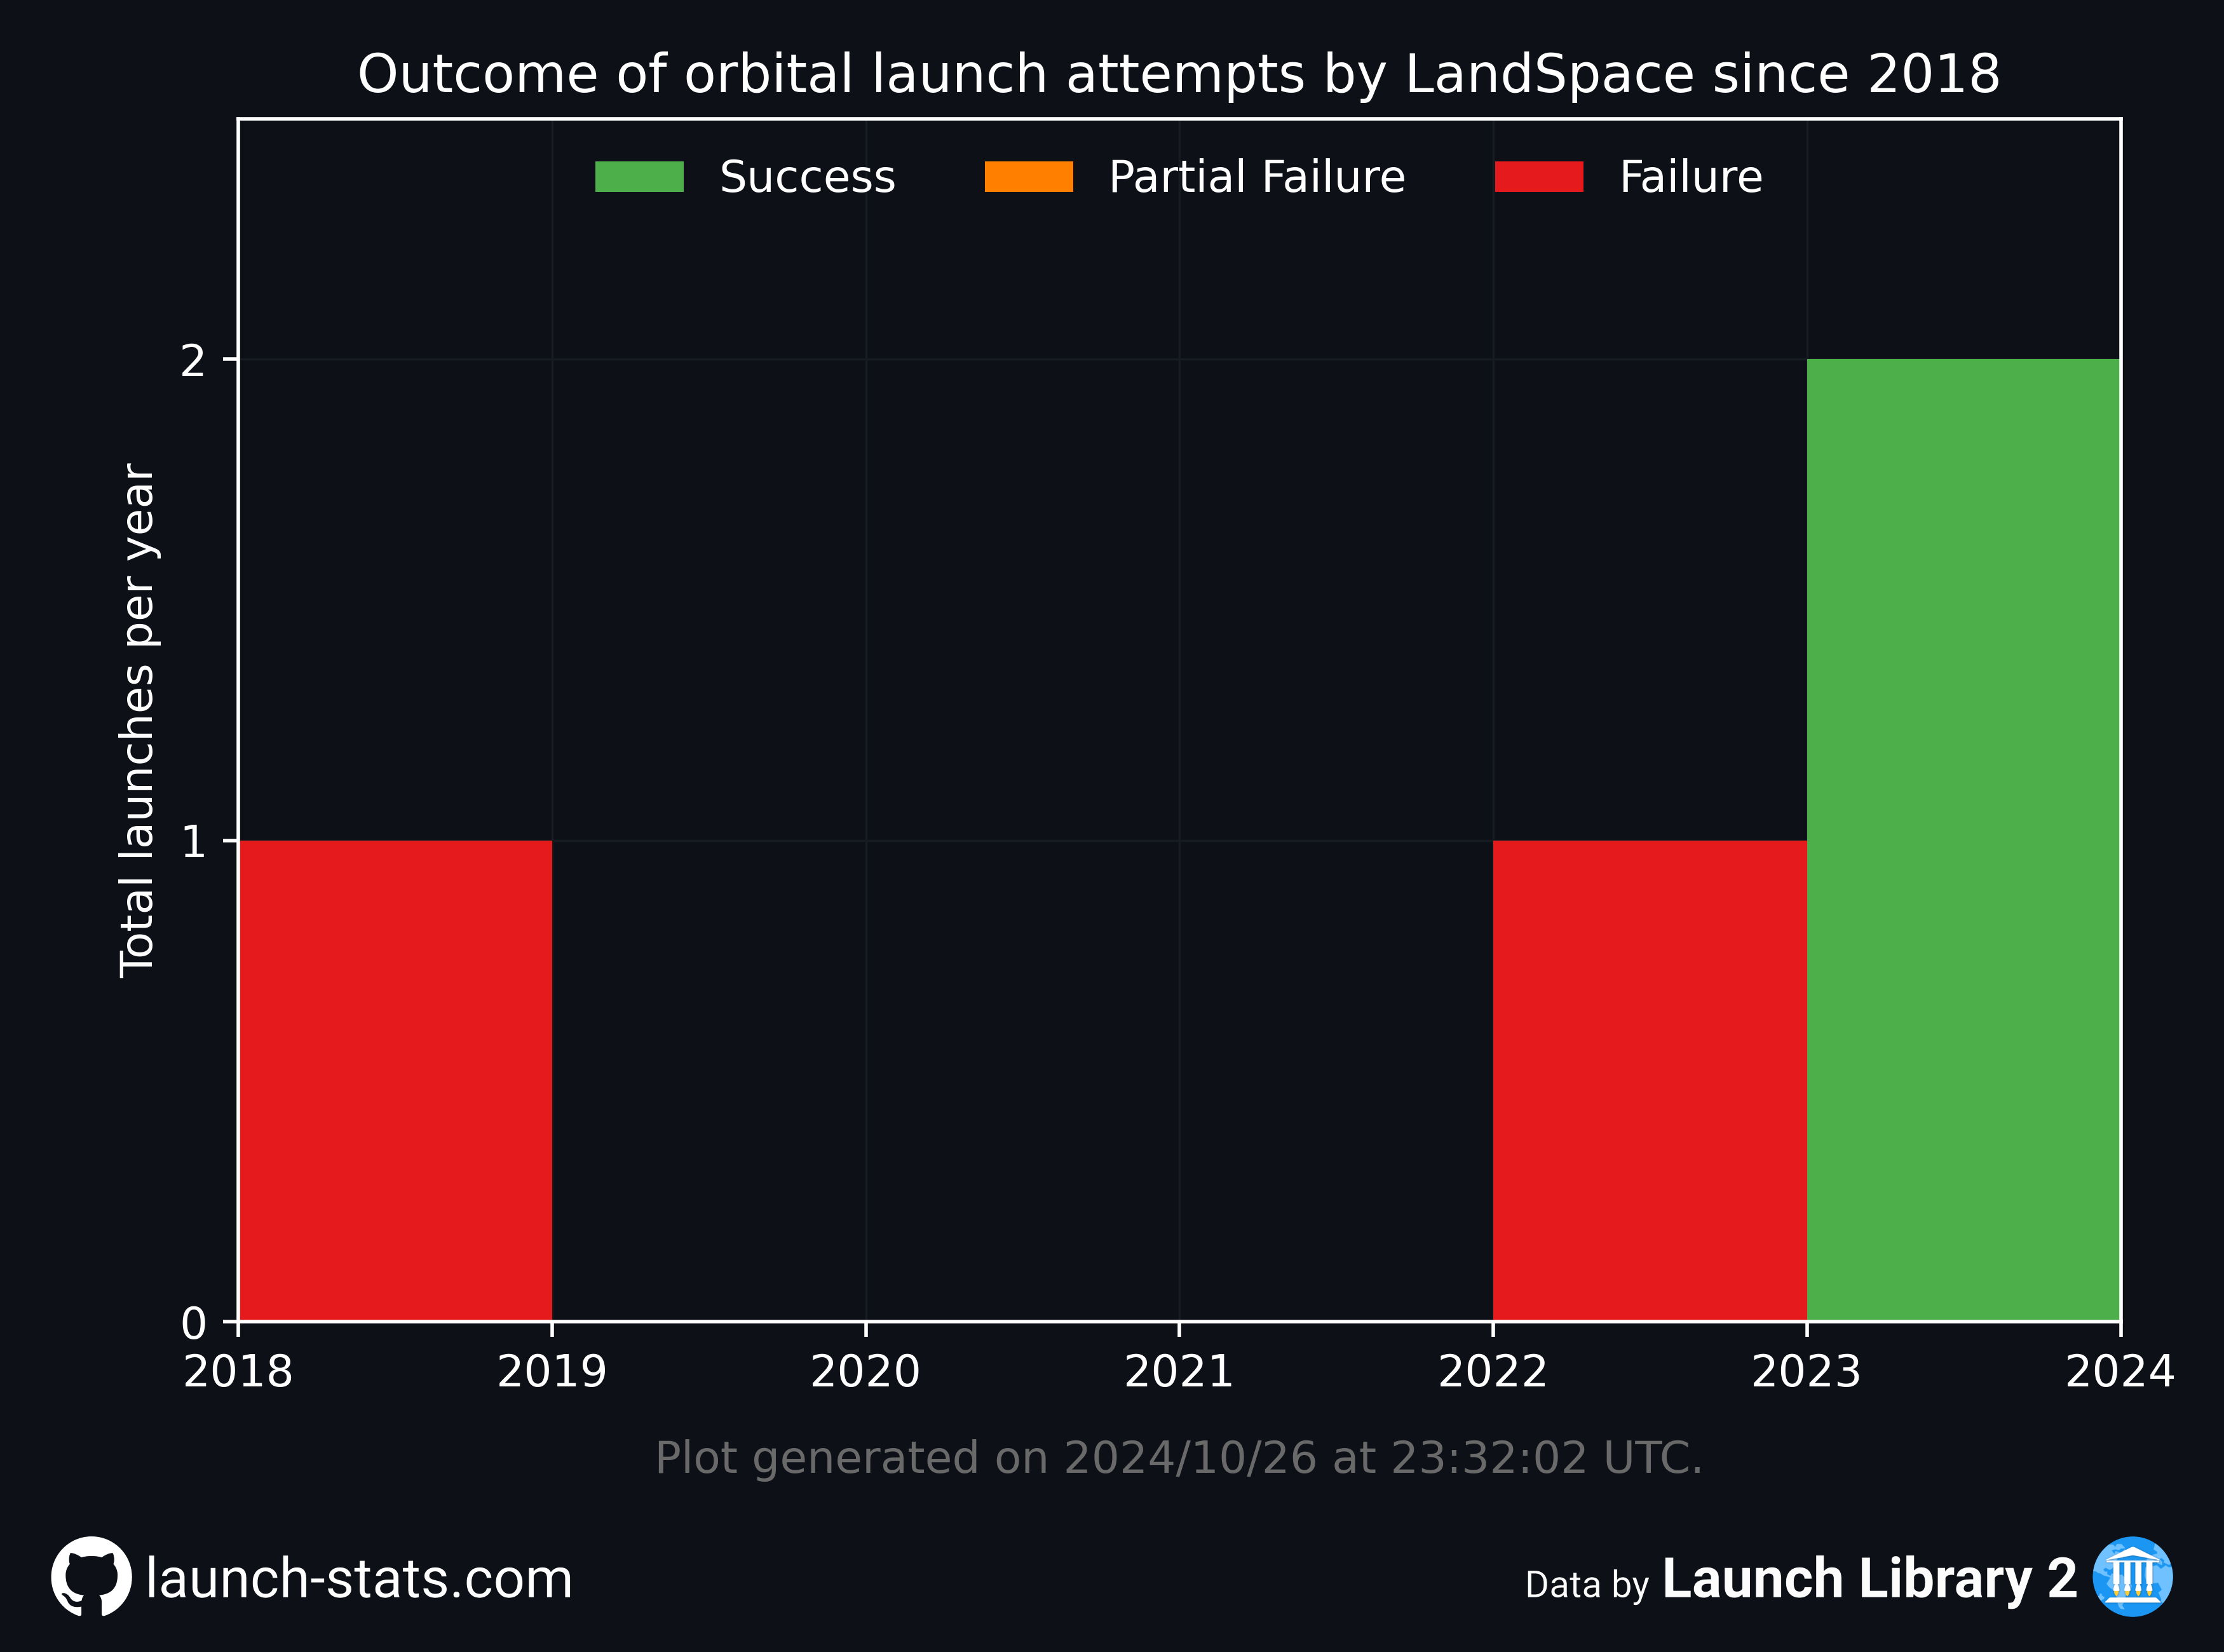 Outcome of orbital launch attempts by LandSpace since 2018
Success Partial Failure Failure
Total launches per year
2
1
0
2018 2019 2020 2021 2022 2023 2024
Plot generated on 2024/10/26 at 23:32:02 UTC.
launch-stats.com
Data by Launch Library 2